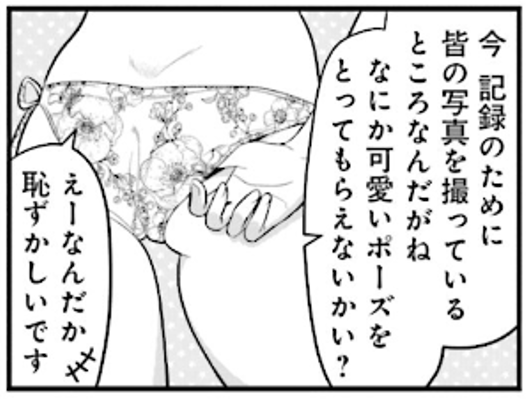 今 記録のために
皆の写真を撮っている
ところなんだがね
なにか可愛いポーズを
とってもらえないかい？
えーなんだか
恥ずかしいです